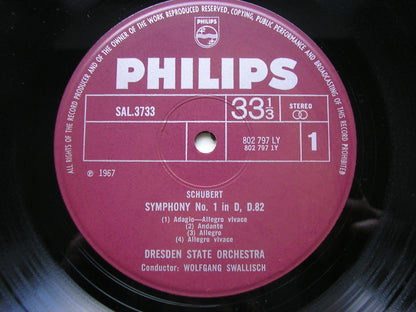 ALL RIGHTS OF THE RECORD PRODUCER AND OF THE OWNER OF THE WORK REPRODUCED RESERVED, COPYING, PUBLIC PERFORMANCE AND BROADCASTING OF THIS RECORD PROHIBITED
PHILIPS
PHILIPS
SAL.3733
33 1/3
STEREO
802 797 LY
802 797 1Y
1
℗ 1967
SCHUBERT
SYMPHONY No. 1 in D, D.82
(1) Adagio—Allegro vivace
(2) Andante
(3) Allegro
(4) Allegro vivace
DRESDEN STATE ORCHESTRA
Conductor: WOLFGANG SWALLISCH